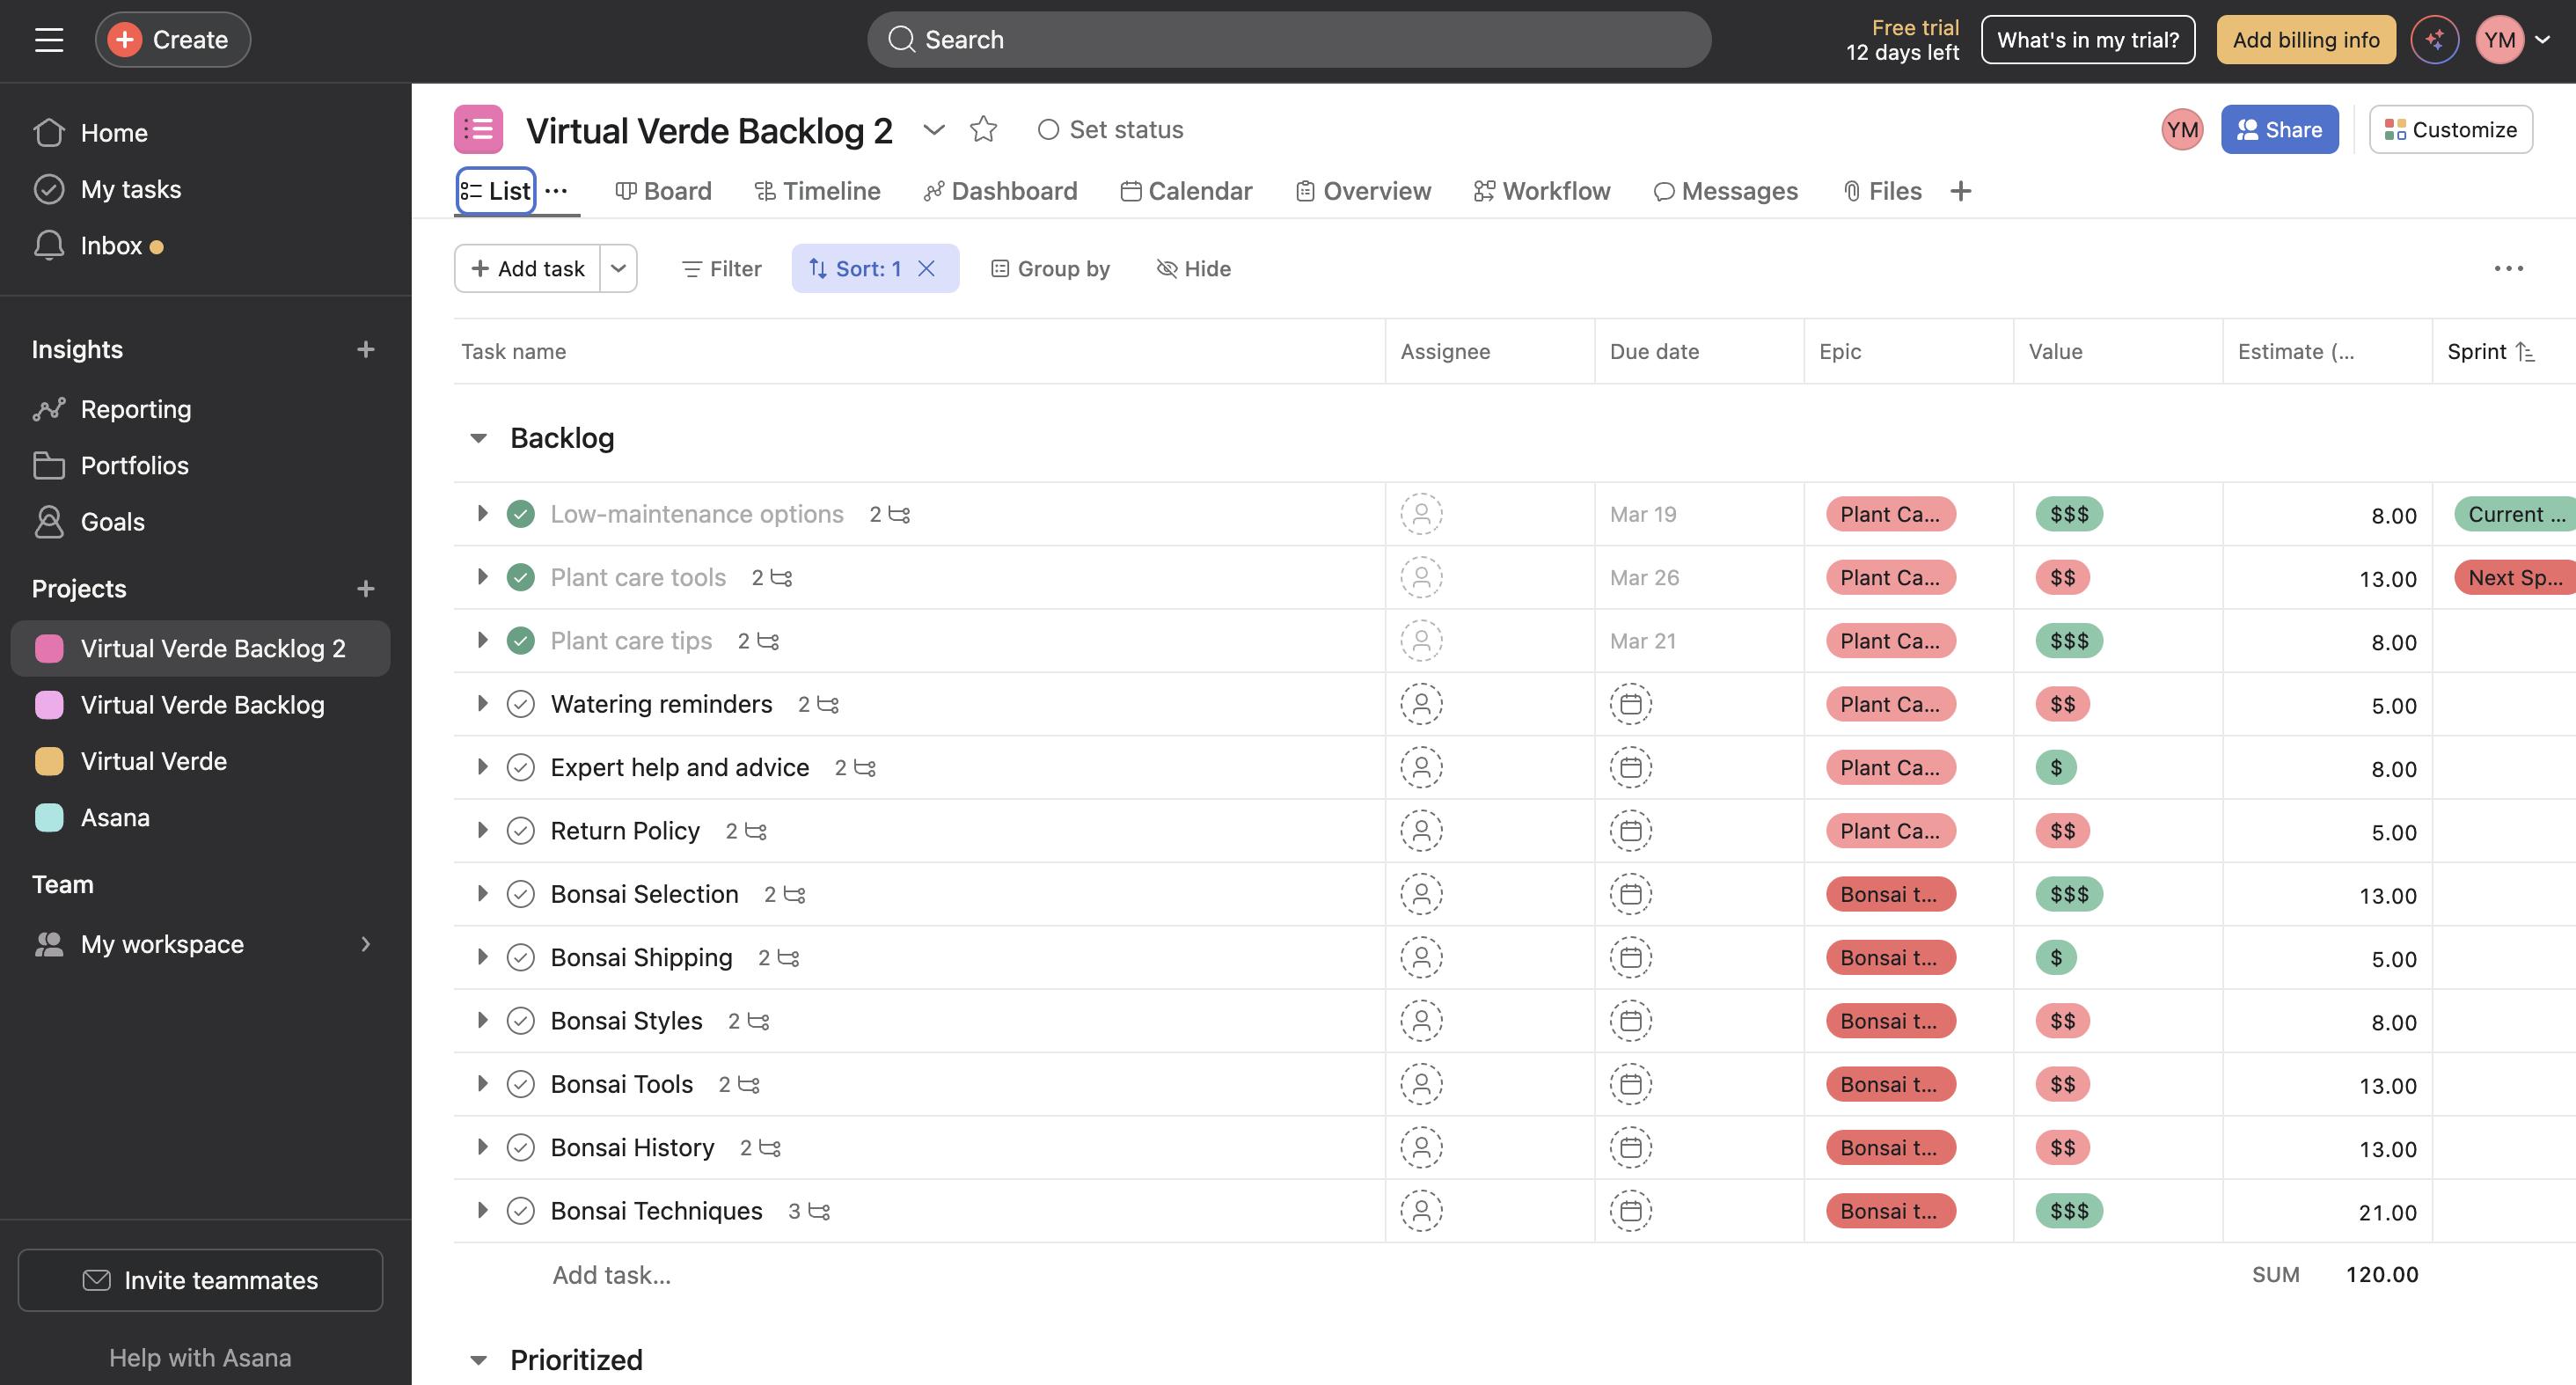 Create
Search
Free trial
12 days left
What's in my trial?
Add billing info
YM
Home
My tasks
Inbox
Insights
Reporting
Portfolios
Goals
Projects
Virtual Verde Backlog 2
Virtual Verde Backlog
Virtual Verde
Asana
Team
My workspace
Invite teammates
Help with Asana
Virtual Verde Backlog 2
Set status
YM
Share
Customize
List
Board
Timeline
Dashboard
Calendar
Overview
Workflow
Messages
Files
Add task
Filter
Sort: 1
Group by
Hide
Task name Assignee Due date Epic Value Estimate (... Sprint
Backlog
Low-maintenance options 2 Mar 19 Plant Ca... $$$ 8.00 Current ...
Plant care tools 2 Mar 26 Plant Ca... $$ 13.00 Next Sp...
Plant care tips 2 Mar 21 Plant Ca... $$$ 8.00
Watering reminders 2 Plant Ca... $$ 5.00
Expert help and advice 2 Plant Ca... $ 8.00
Return Policy 2 Plant Ca... $$ 5.00
Bonsai Selection 2 Bonsai t... $$$ 13.00
Bonsai Shipping 2 Bonsai t... $ 5.00
Bonsai Styles 2 Bonsai t... $$ 8.00
Bonsai Tools 2 Bonsai t... $$ 13.00
Bonsai History 2 Bonsai t... $$ 13.00
Bonsai Techniques 3 Bonsai t... $$$ 21.00
Add task... SUM 120.00
Prioritized